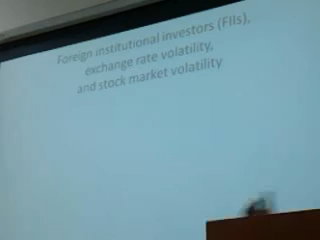 Foreign institutional investors (FIIs),
exchange rate volatility,
and stock market volatility